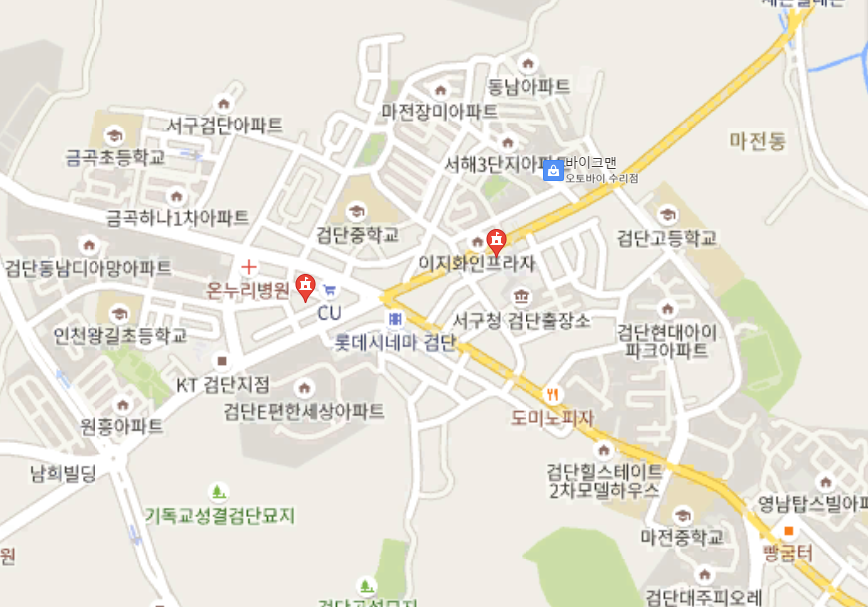 동남아파트
마전장미아파트
서구검단아파트
마전동
금곡초등학교
서해3단지아파트
바이크맨
오토바이 수리점
금곡하나1차아파트
검단중학교
검단고등학교
이지화인프라자
검단동남디아망아파트
온누리병원
CU
서구청 검단출장소
인천왕길초등학교
롯데시네마 검단
검단현대아이
파크아파트
KT 검단지점
검단E편한세상아파트
도미노피자
원흥아파트
남희빌딩
검단힐스테이트
2차모델하우스
영남탑스빌아파
기독교성결검단묘지
마전중학교
빵굼터
원
검단대주피오레